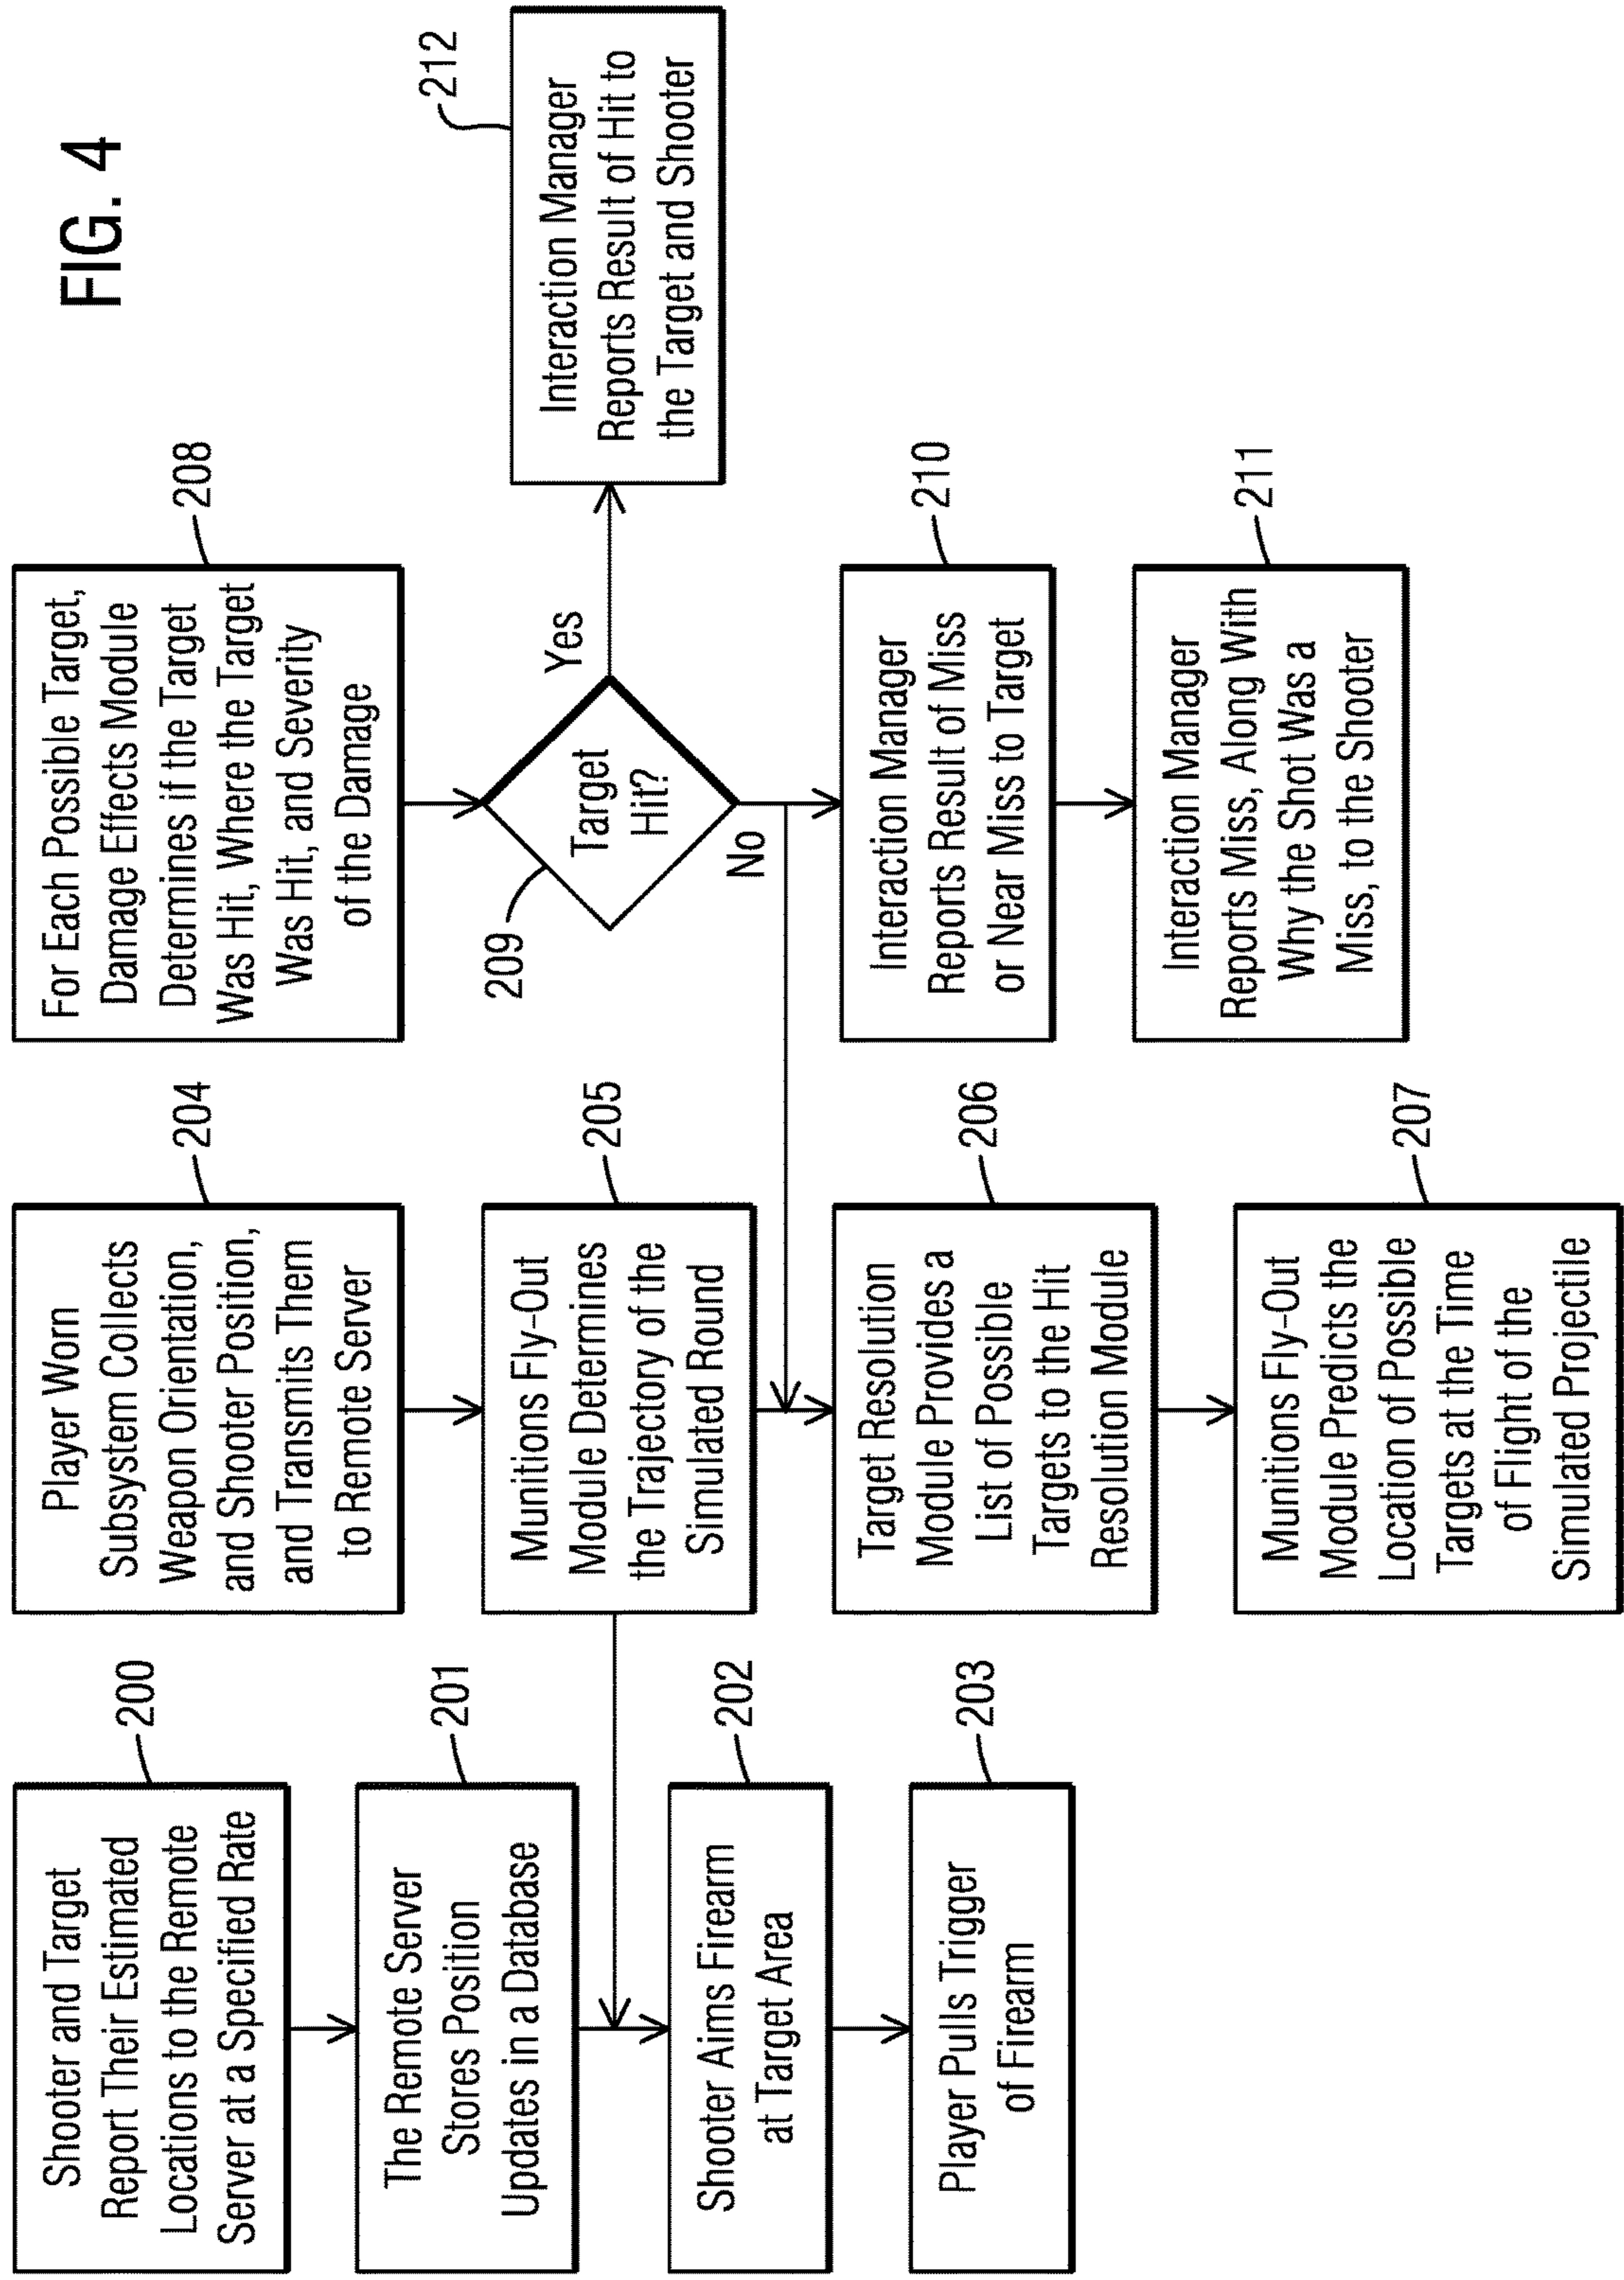 FIG. 4
Shooter and Target
Report Their Estimated
Locations to the Remote
Server at a Specified Rate
200
The Remote Server
Stores Position
Updates in a Database
201
Shooter Aims Firearm
at Target Area
202
Player Pulls Trigger
of Firearm
203
Player Worn
Subsystem Collects
Weapon Orientation,
and Shooter Position,
and Transmits Them
to Remote Server
204
Munitions Fly-Out
Module Determines
the Trajectory of the
Simulated Round
205
Target Resolution
Module Provides a
List of Possible
Targets to the Hit
Resolution Module
206
Munitions Fly-Out
Module Predicts the
Location of Possible
Targets at the Time
of Flight of the
Simulated Projectile
207
For Each Possible Target,
Damage Effects Module
Determines if the Target
Was Hit, Where the Target
Was Hit, and Severity
of the Damage
208
Target
Hit?
209
Yes
No
Interaction Manager
Reports Result of Miss
or Near Miss to Target
210
Interaction Manager
Reports Miss, Along With
Why the Shot Was a
Miss, to the Shooter
211
Interaction Manager
Reports Result of Hit to
the Target and Shooter
212